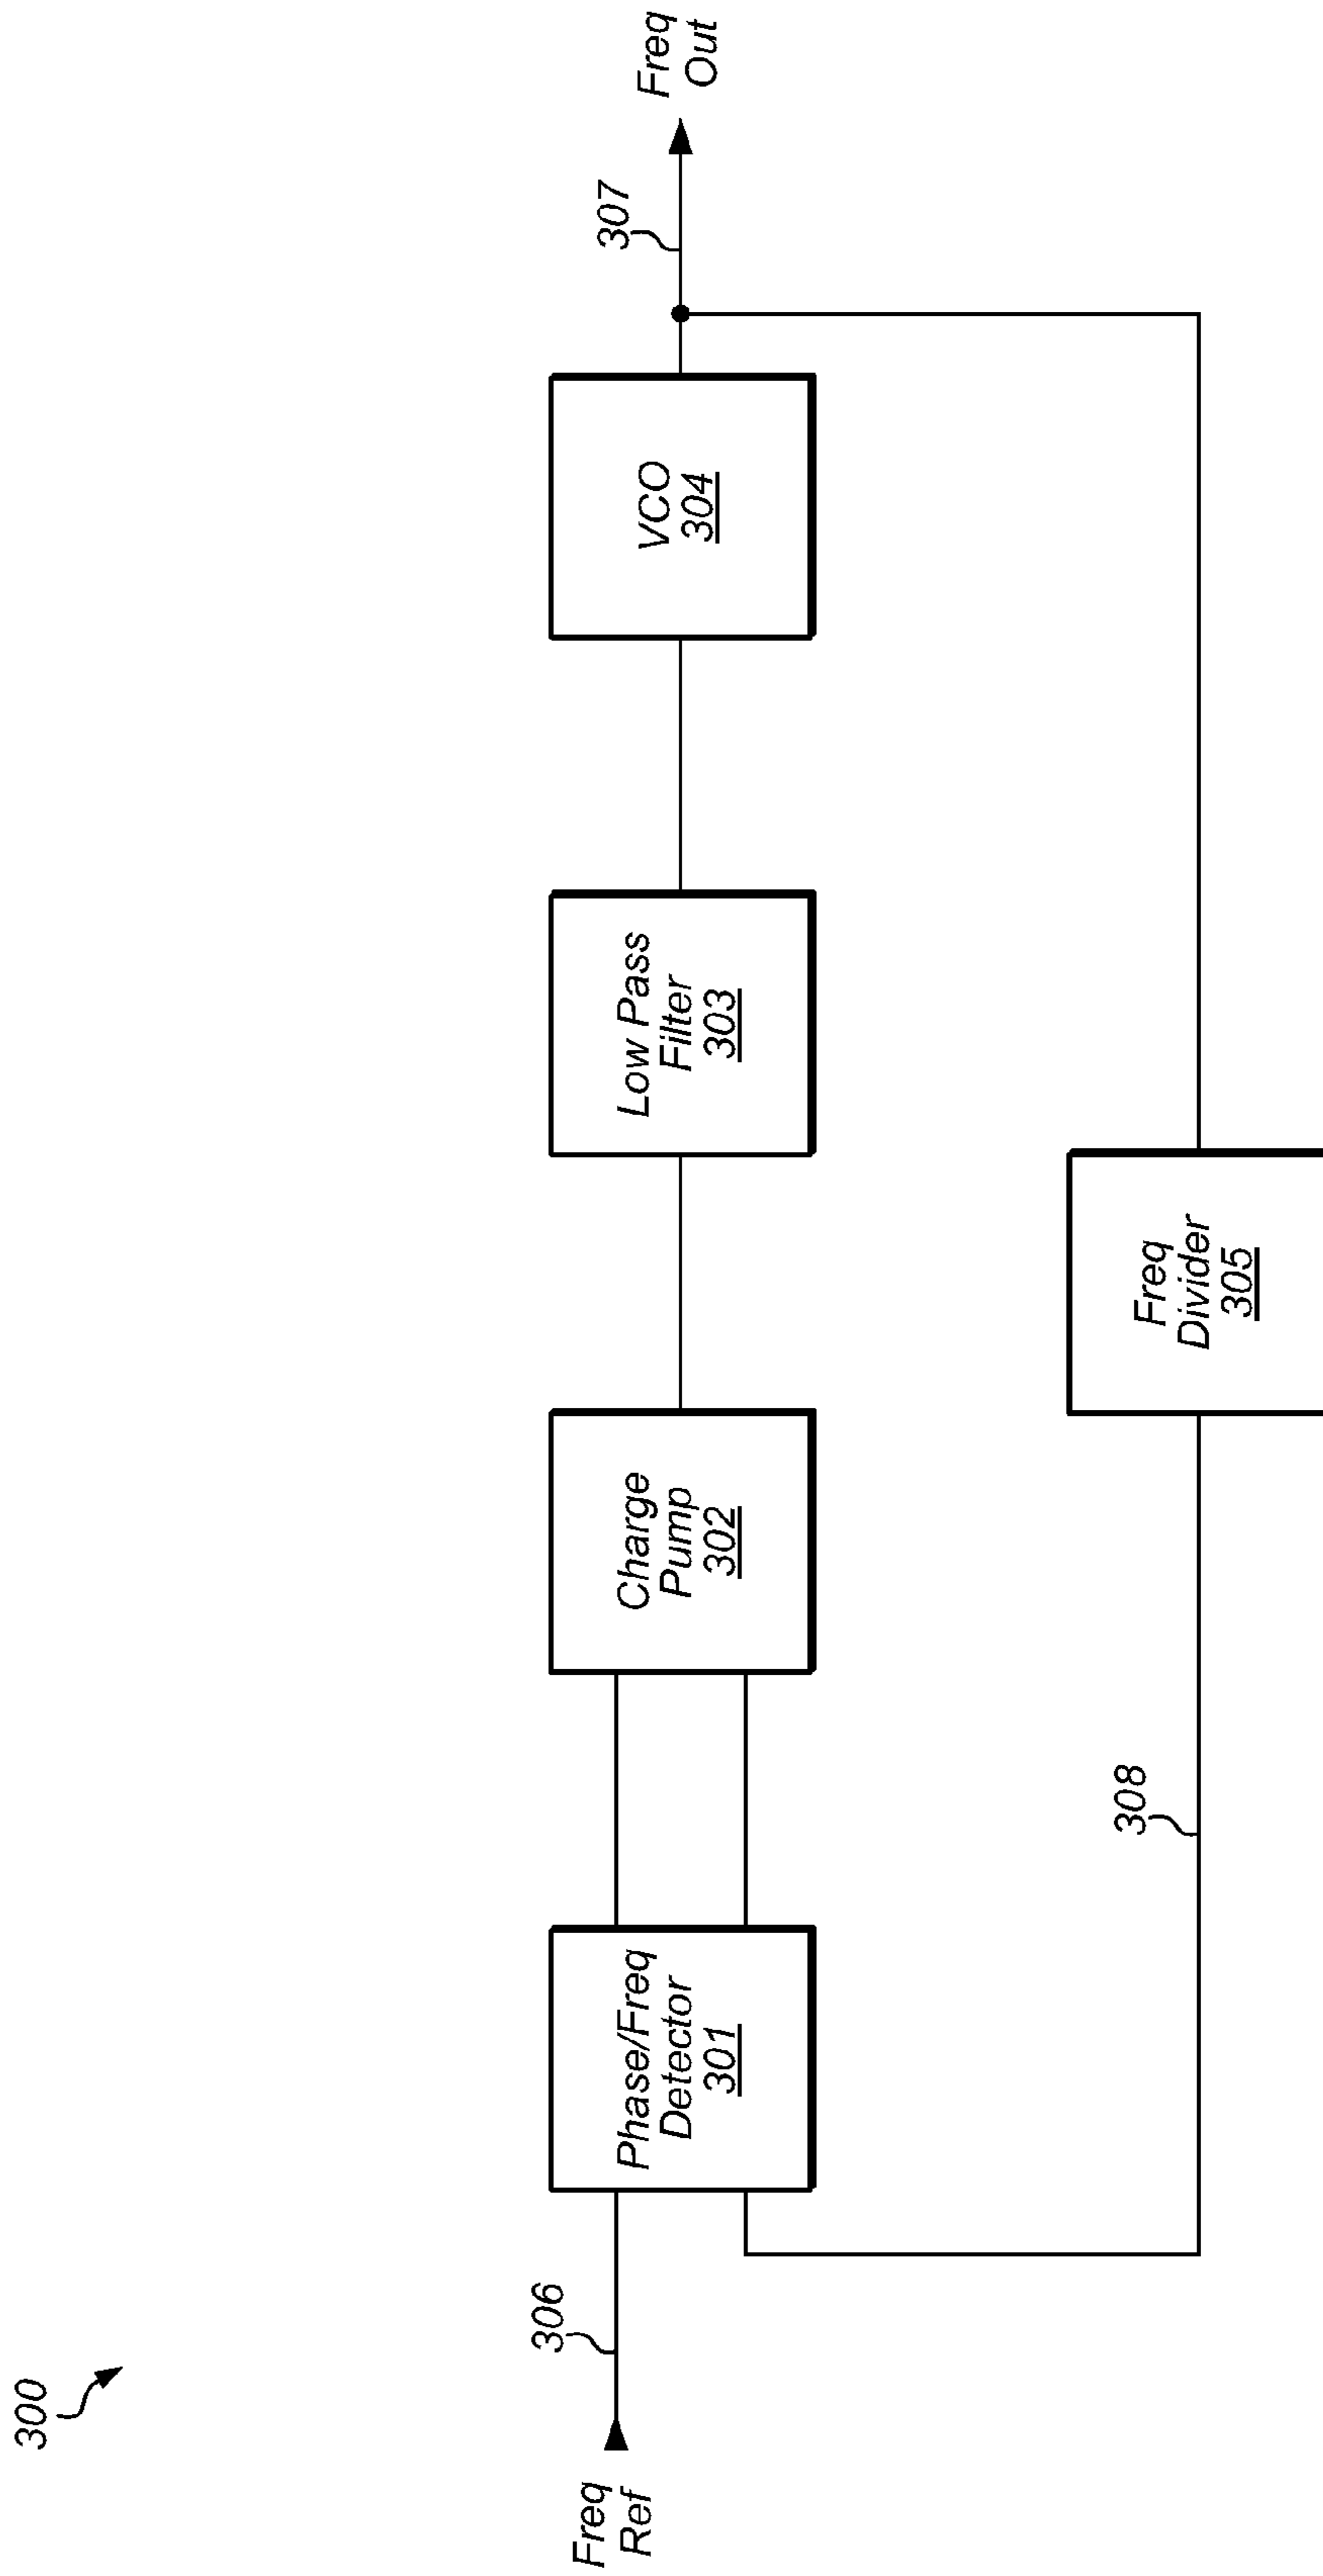 300
Freq
Ref
306
Phase/Freq
Detector
301
Charge
Pump
302
Low Pass
Filter
303
VCO
304
307
Freq
Out
308
Freq
Divider
305